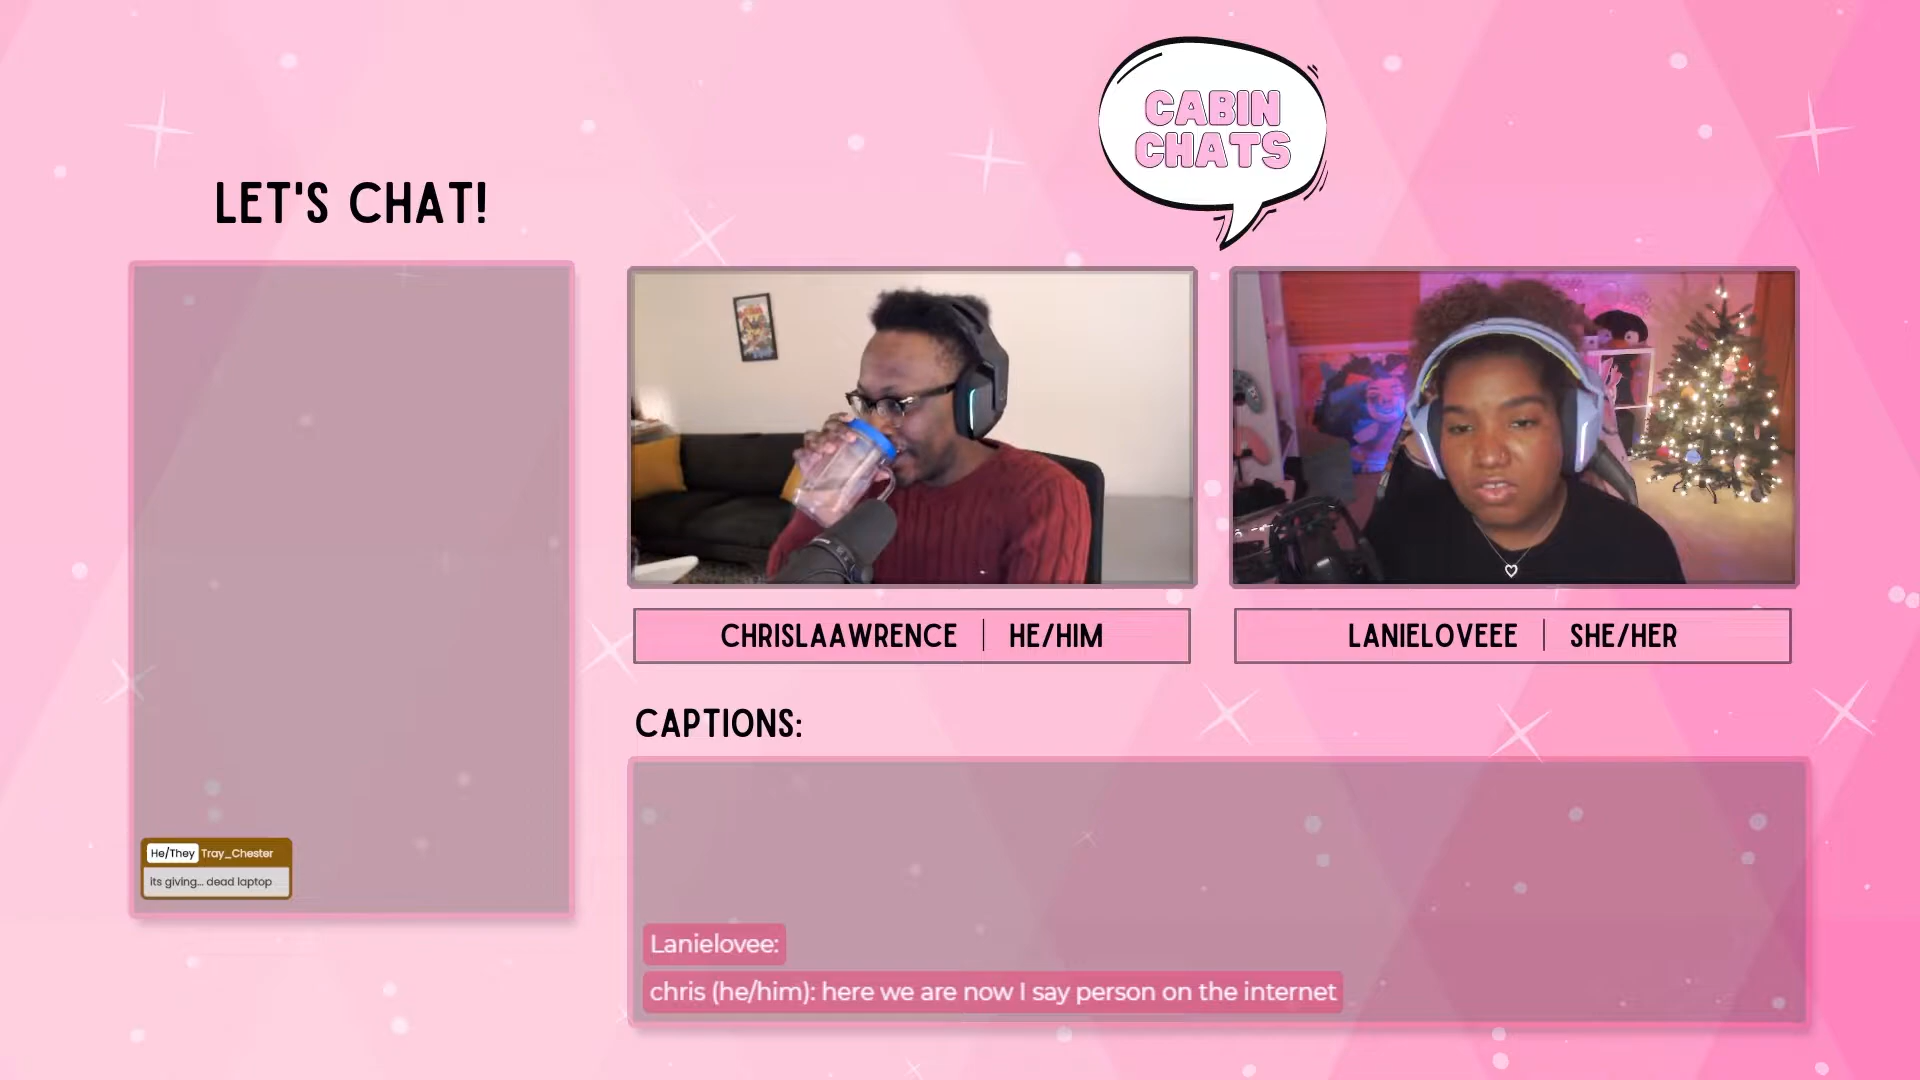 CABIN
CHATS
LET'S CHAT!
CHRISLAAWRENCE | HE/HIM
LANIELOVEEE | SHE/HER
CAPTIONS:
He/They Tray_Chester
its giving... dead laptop
Lanielovee:
chris (he/him): here we are now I say person on the internet